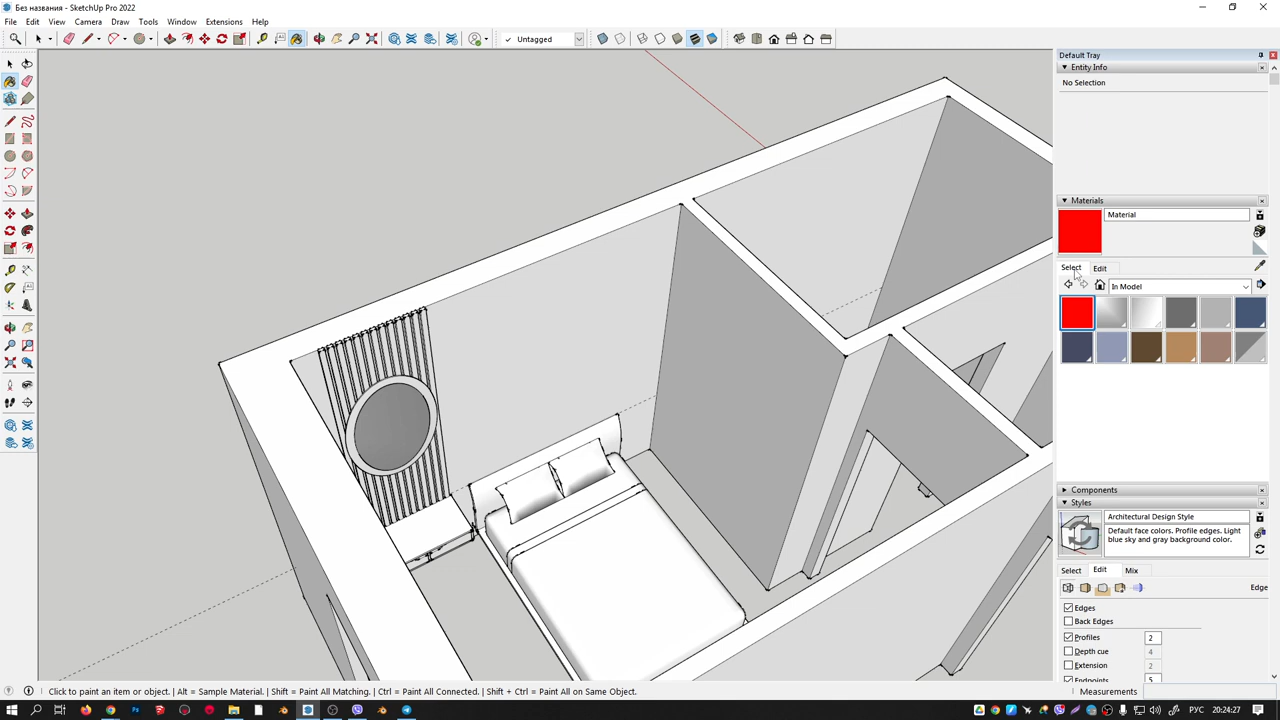 Без названия - SketchUp Pro 2022
File Edit View Camera Draw Tools Window Extensions Help
Untagged
Default Tray
Entity Info
No Selection
Materials
Material
Select Edit
In Model
Components
Styles
Architectural Design Style
Default face colors. Profile edges. Light
blue sky and gray background color.
Select Edit Mix
Edge
Edges
Back Edges
Profiles 2
Depth cue 4
Extension 2
Endpoints 5
Click to paint an item or object. | Alt = Sample Material. | Shift = Paint All Matching. | Ctrl = Paint All Connected. | Shift + Ctrl = Paint All on Same Object.
Measurements
РУС 20:24:27